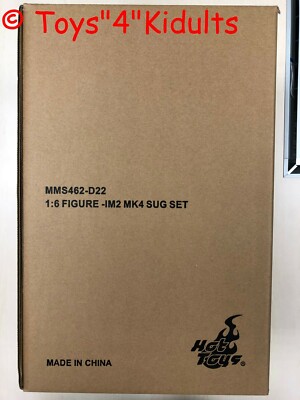 © Toys"4"Kidults
MMS462-D22
1:6 FIGURE -IM2 MK4 SUG SET
Hot
Toys®
MADE IN CHINA